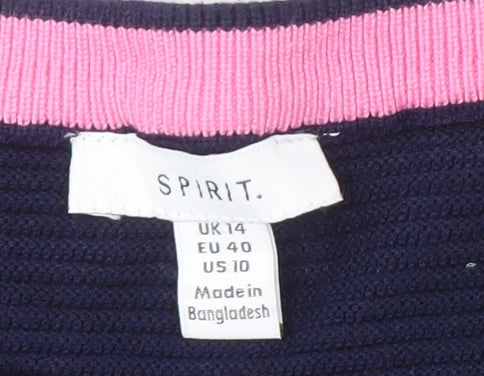 SPIRIT.
UK 14
EU 40
US 10
Made in
Bangladesh